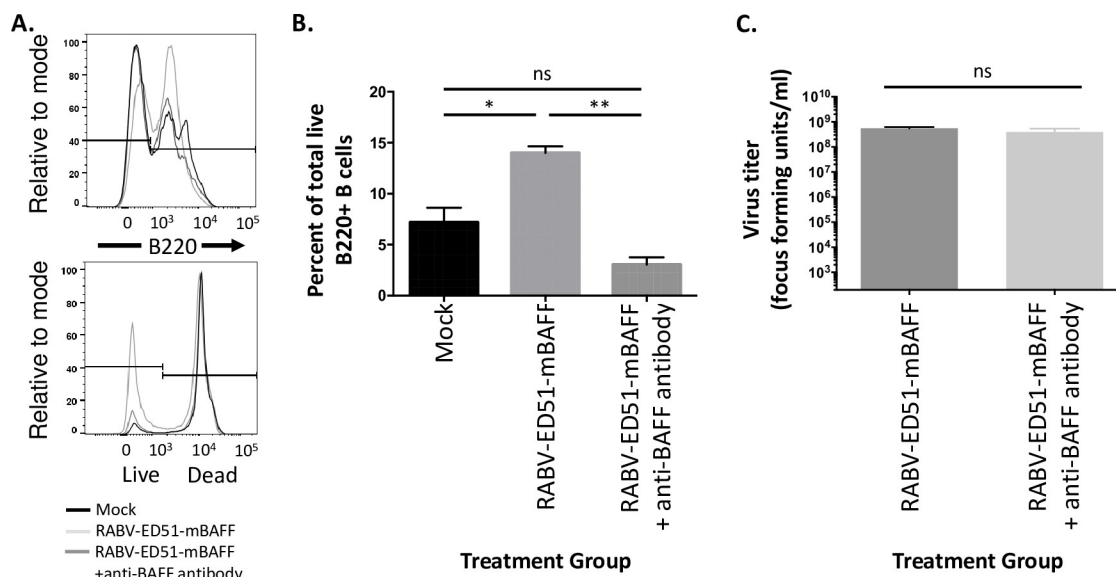 A.
100
80
60
40
20
0
Relative to mode
0 10³ 10⁴ 10⁵
B220
100
80
60
40
20
0
Relative to mode
0 10³ 10⁴ 10⁵
Live Dead
Mock
RABV-ED51-mBAFF
RABV-ED51-mBAFF
+anti-BAFF antibody
B.
ns
* **
20
15
10
5
0
Percent of total live
B220+ B cells
Mock
RABV-ED51-mBAFF
RABV-ED51-mBAFF
+ anti-BAFF antibody
Treatment Group
C.
ns
10¹⁰
10⁹
10⁸
10⁷
10⁶
10⁵
10⁴
10³
Virus titer
(focus forming units/ml)
RABV-ED51-mBAFF
RABV-ED51-mBAFF
+ anti-BAFF antibody
Treatment Group